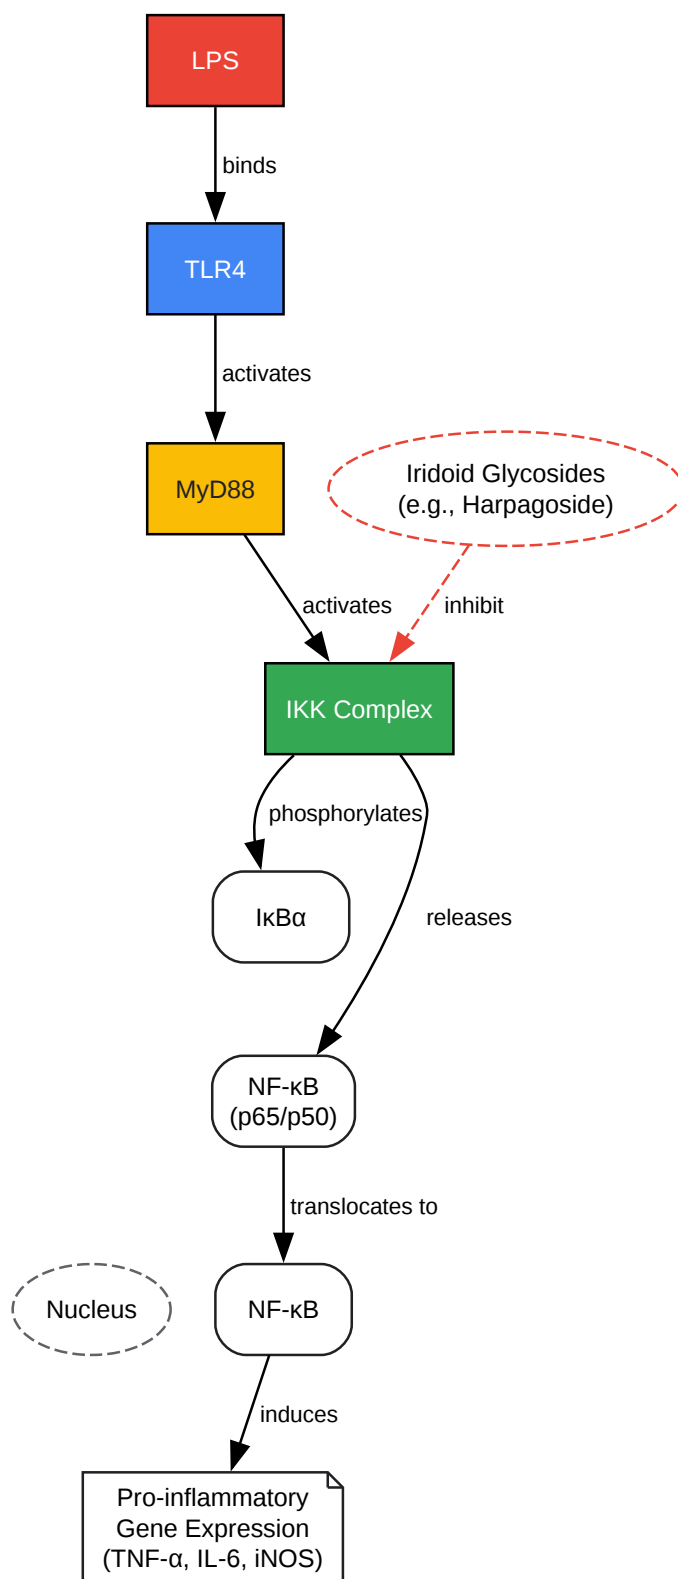 LPS
binds
TLR4
activates
MyD88
Iridoid Glycosides
(e.g., Harpagoside)
activates
inhibit
IKK Complex
phosphorylates
IκBα
releases
NF-κB
(p65/p50)
translocates to
Nucleus
NF-κB
induces
Pro-inflammatory
Gene Expression
(TNF-α, IL-6, iNOS)